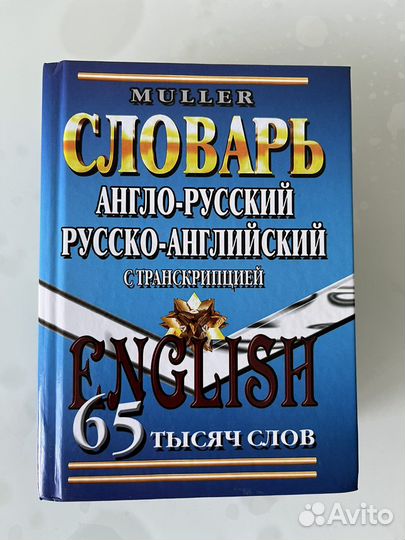 MULLER
СЛОВАРЬ
АНГЛО-РУССКИЙ
РУССКО-АНГЛИЙСКИЙ
С ТРАНСКРИПЦИЕЙ
ENGLISH
65 ТЫСЯЧ СЛОВ
Avito